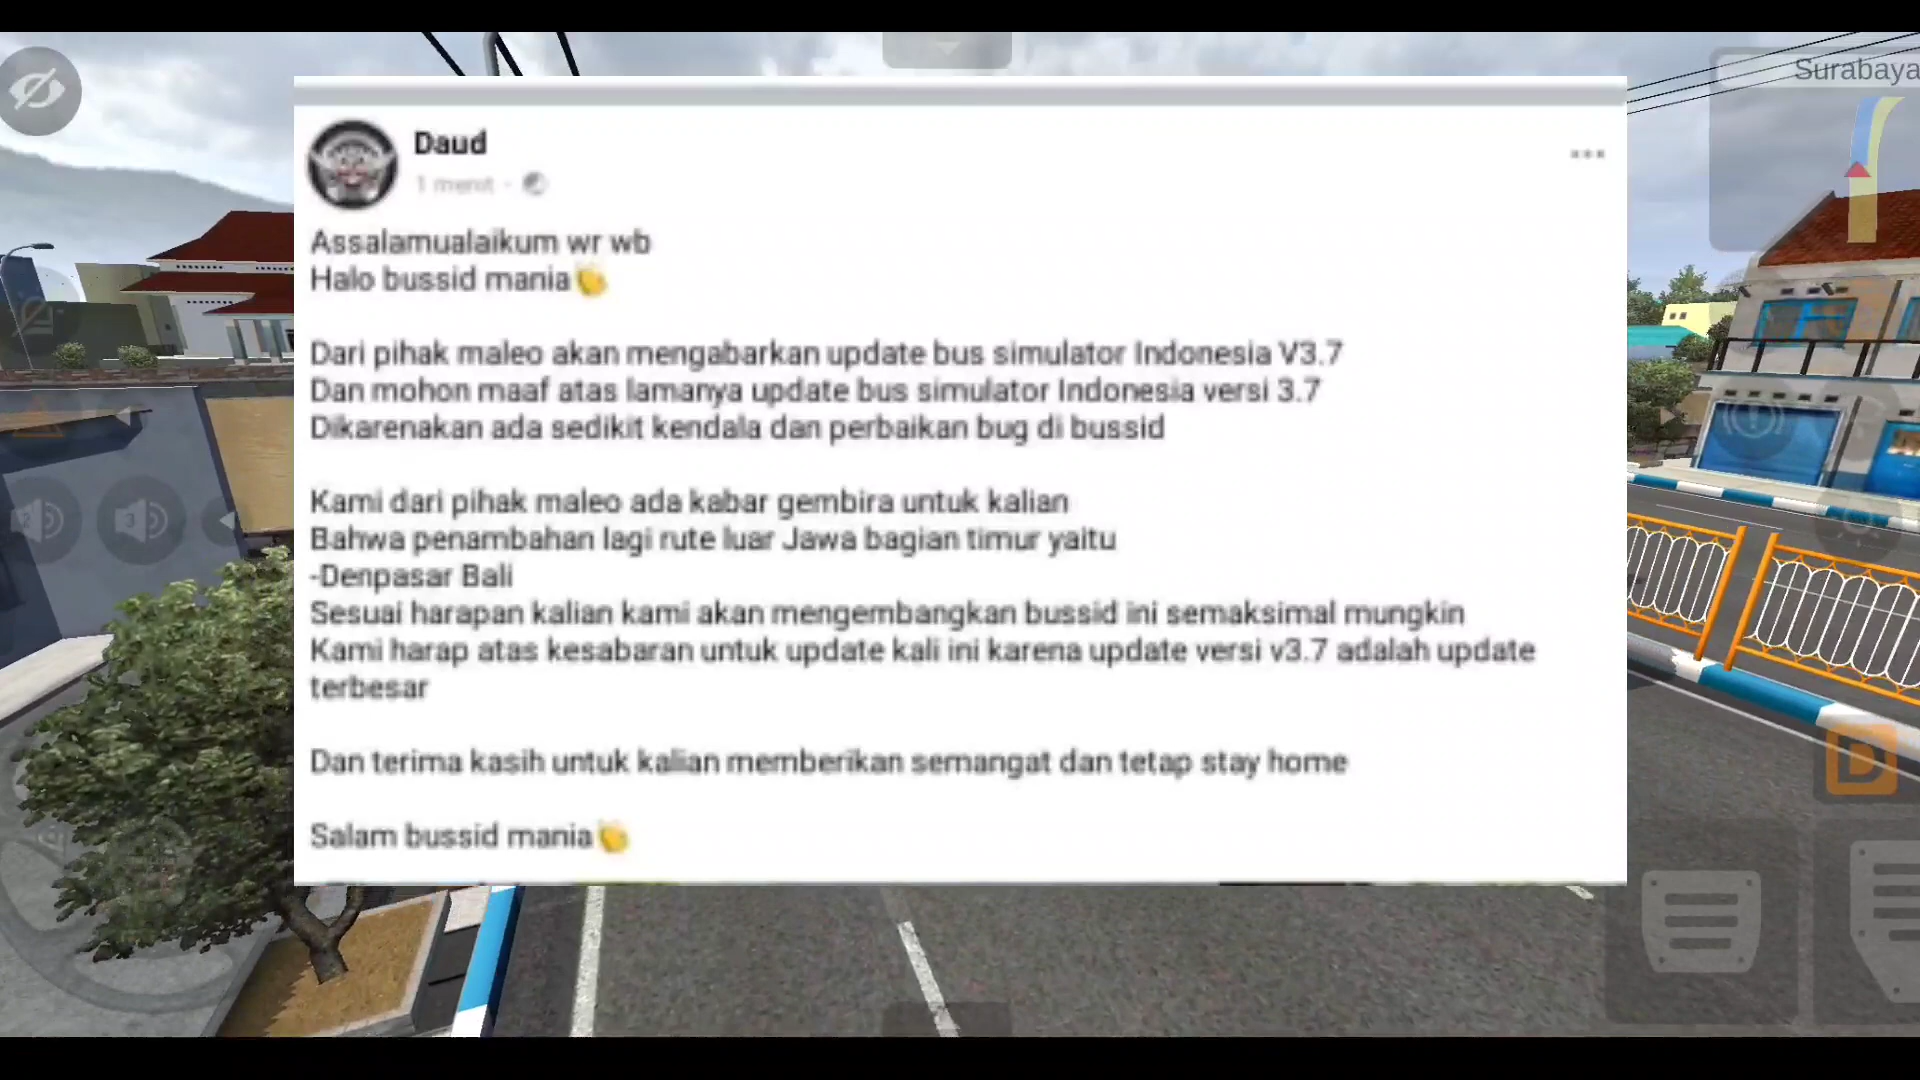 Surabaya
Daud
1 menit
Assalamualaikum wr wb
Halo bussid mania
Dari pihak maleo akan mengabarkan update bus simulator Indonesia V3.7
Dan mohon maaf atas lamanya update bus simulator Indonesia versi 3.7
Dikarenakan ada sedikit kendala dan perbaikan bug di bussid
Kami dari pihak maleo ada kabar gembira untuk kalian
Bahwa penambahan lagi rute luar Jawa bagian timur yaitu
-Denpasar Bali
Sesuai harapan kalian kami akan mengembangkan bussid ini semaksimal mungkin
Kami harap atas kesabaran untuk update kali ini karena update versi v3.7 adalah update
terbesar
Dan terima kasih untuk kalian memberikan semangat dan tetap stay home
Salam bussid mania
2
3
D